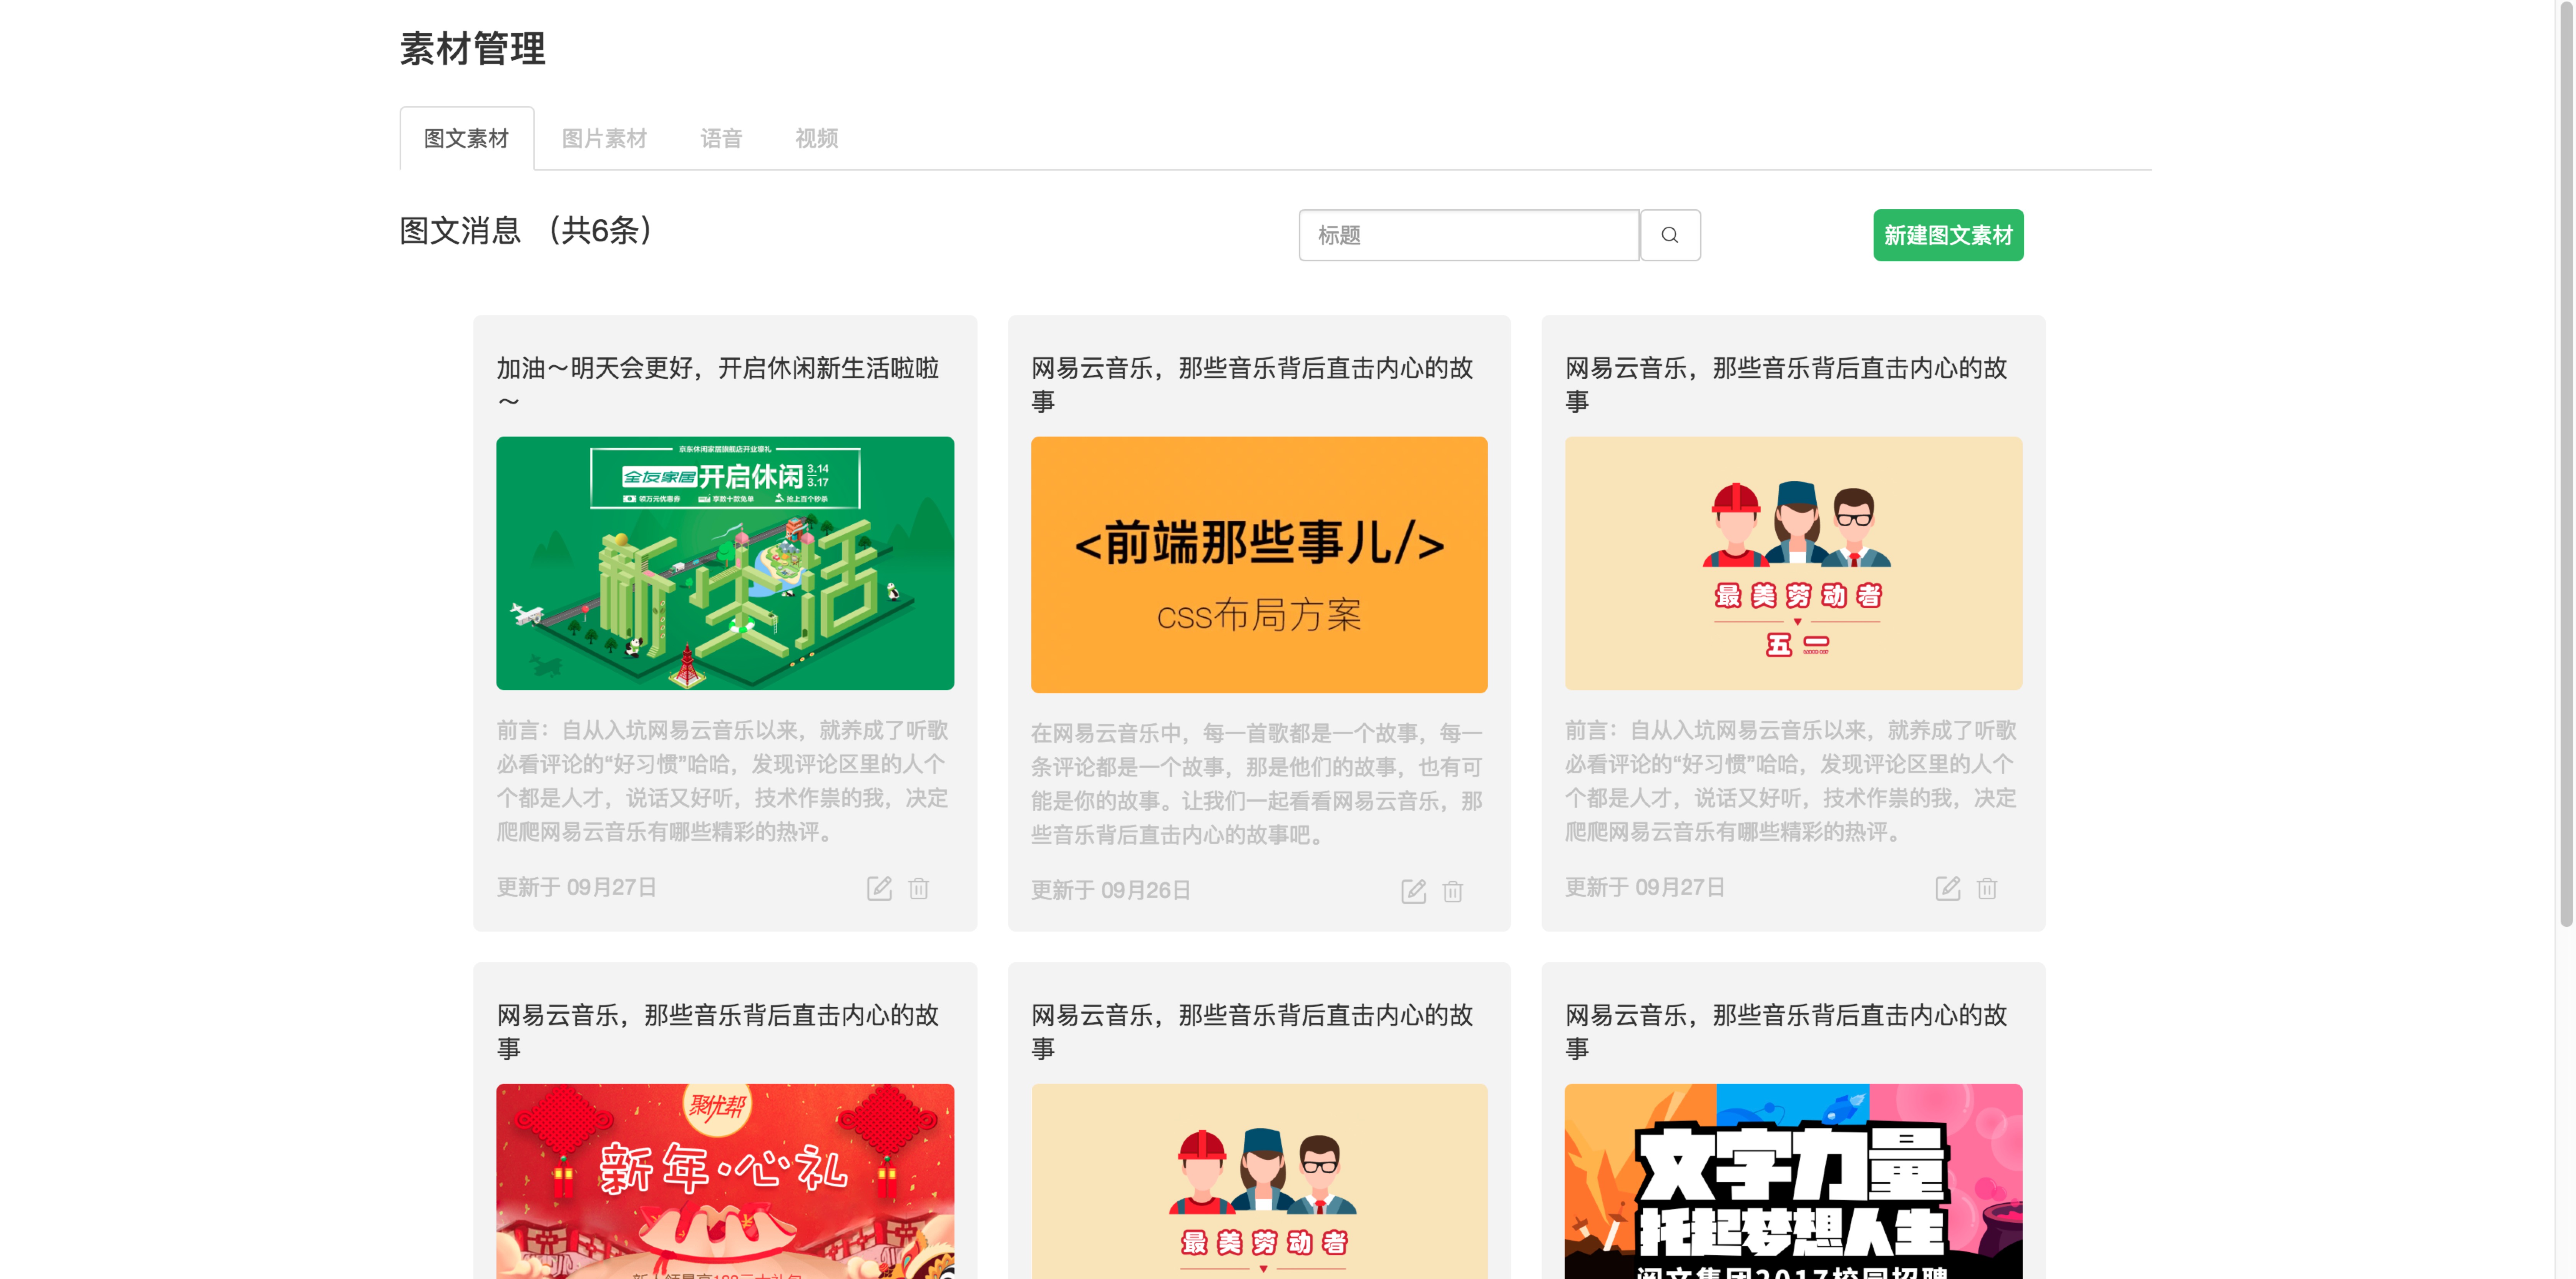 素材管理
图文素材 图片素材 语音 视频
图文消息 （共6条）
标题
新建图文素材
加油～明天会更好，开启休闲新生活啦啦
～
京东休闲家居旗舰店开业壕礼
全友家居 开启休闲 3.14
3.17
领万元优惠券 享数十款免单 抢上百个秒杀
新生活
前言：自从入坑网易云音乐以来，就养成了听歌
必看评论的“好习惯”哈哈，发现评论区里的人个
个都是人才，说话又好听，技术作祟的我，决定
爬爬网易云音乐有哪些精彩的热评。
更新于 09月27日
网易云音乐，那些音乐背后直击内心的故
事
<前端那些事儿/>
css布局方案
在网易云音乐中，每一首歌都是一个故事，每一
条评论都是一个故事，那是他们的故事，也有可
能是你的故事。让我们一起看看网易云音乐，那
些音乐背后直击内心的故事吧。
更新于 09月26日
网易云音乐，那些音乐背后直击内心的故
事
最美劳动者
五一
前言：自从入坑网易云音乐以来，就养成了听歌
必看评论的“好习惯”哈哈，发现评论区里的人个
个都是人才，说话又好听，技术作祟的我，决定
爬爬网易云音乐有哪些精彩的热评。
更新于 09月27日
网易云音乐，那些音乐背后直击内心的故
事
聚优帮
新年·心礼
网易云音乐，那些音乐背后直击内心的故
事
最美劳动者
网易云音乐，那些音乐背后直击内心的故
事
文字力量
托起梦想人生
阅文集团2017校园招聘